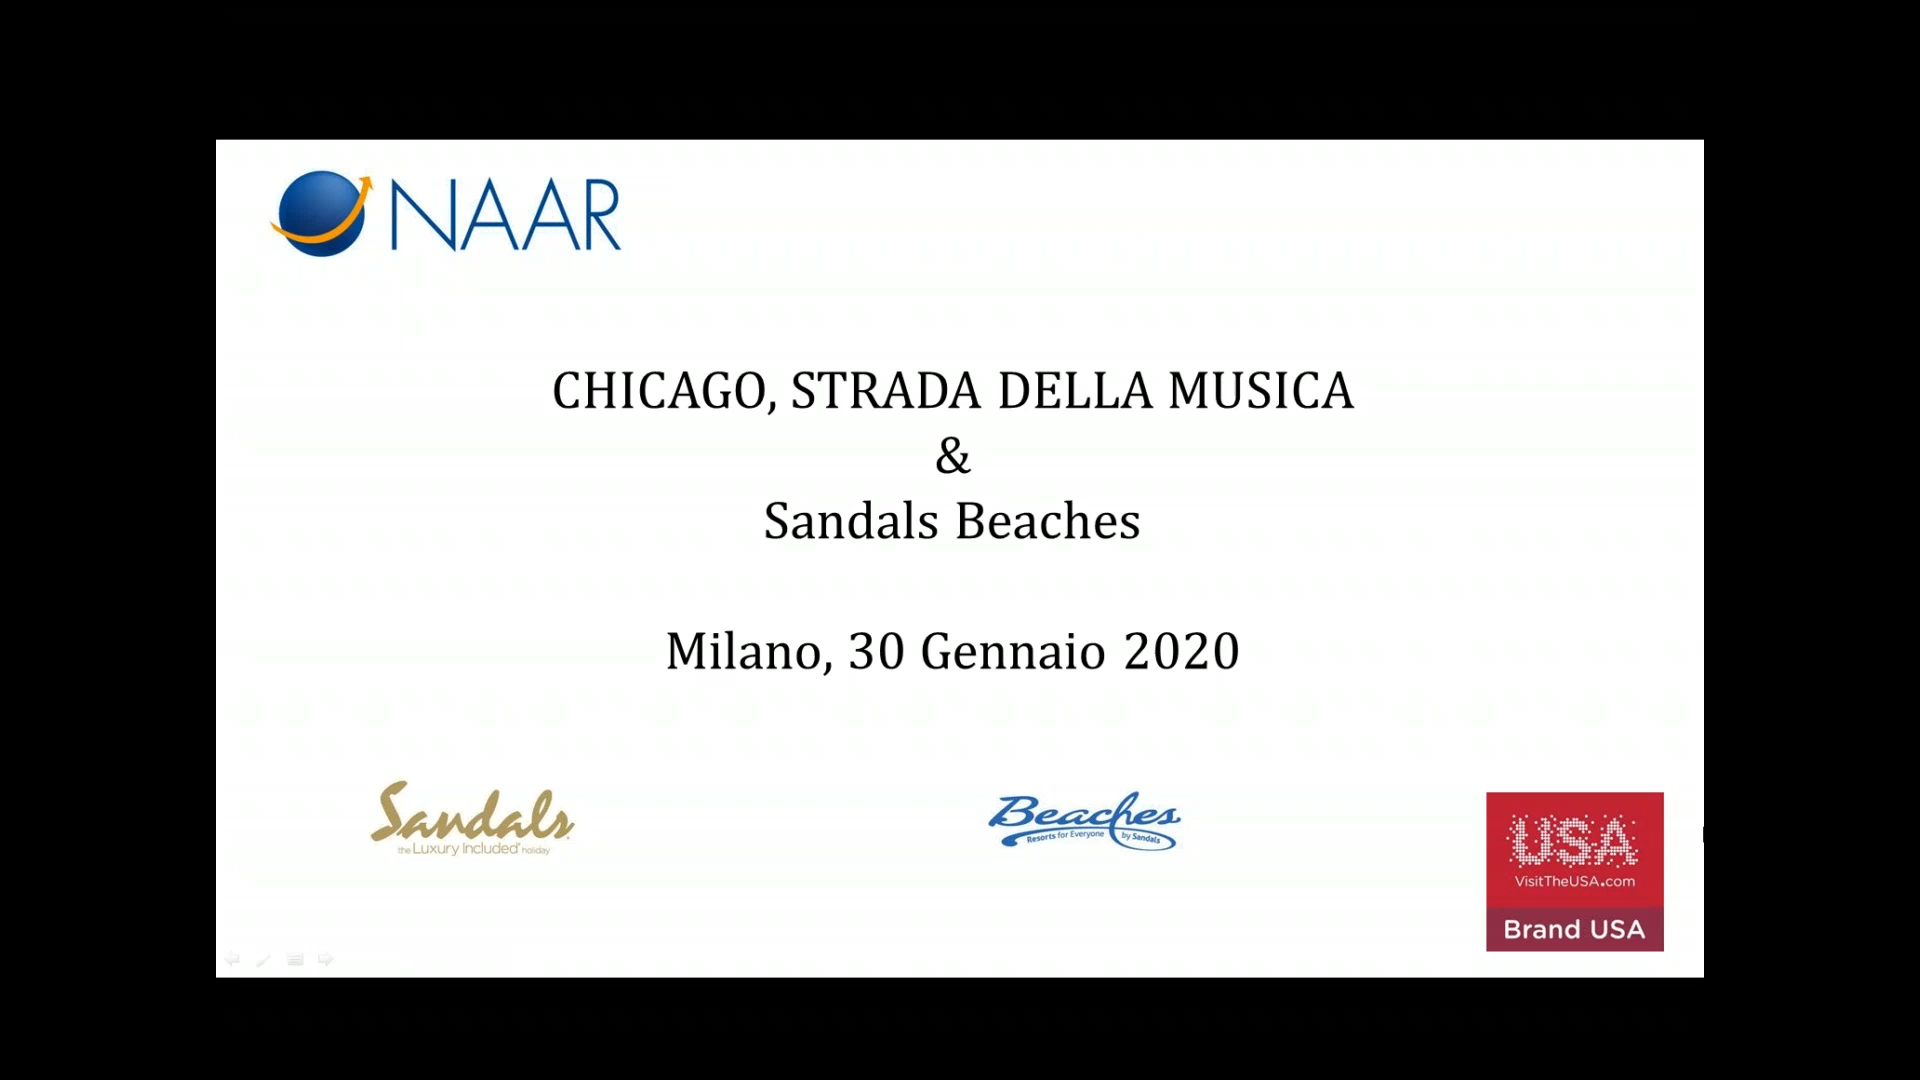 NAAR
CHICAGO, STRADA DELLA MUSICA
&
Sandals Beaches
Milano, 30 Gennaio 2020
Sandals
the Luxury Included® holiday
Beaches
Resorts for Everyone by Sandals
USA
VisitTheUSA.com
Brand USA